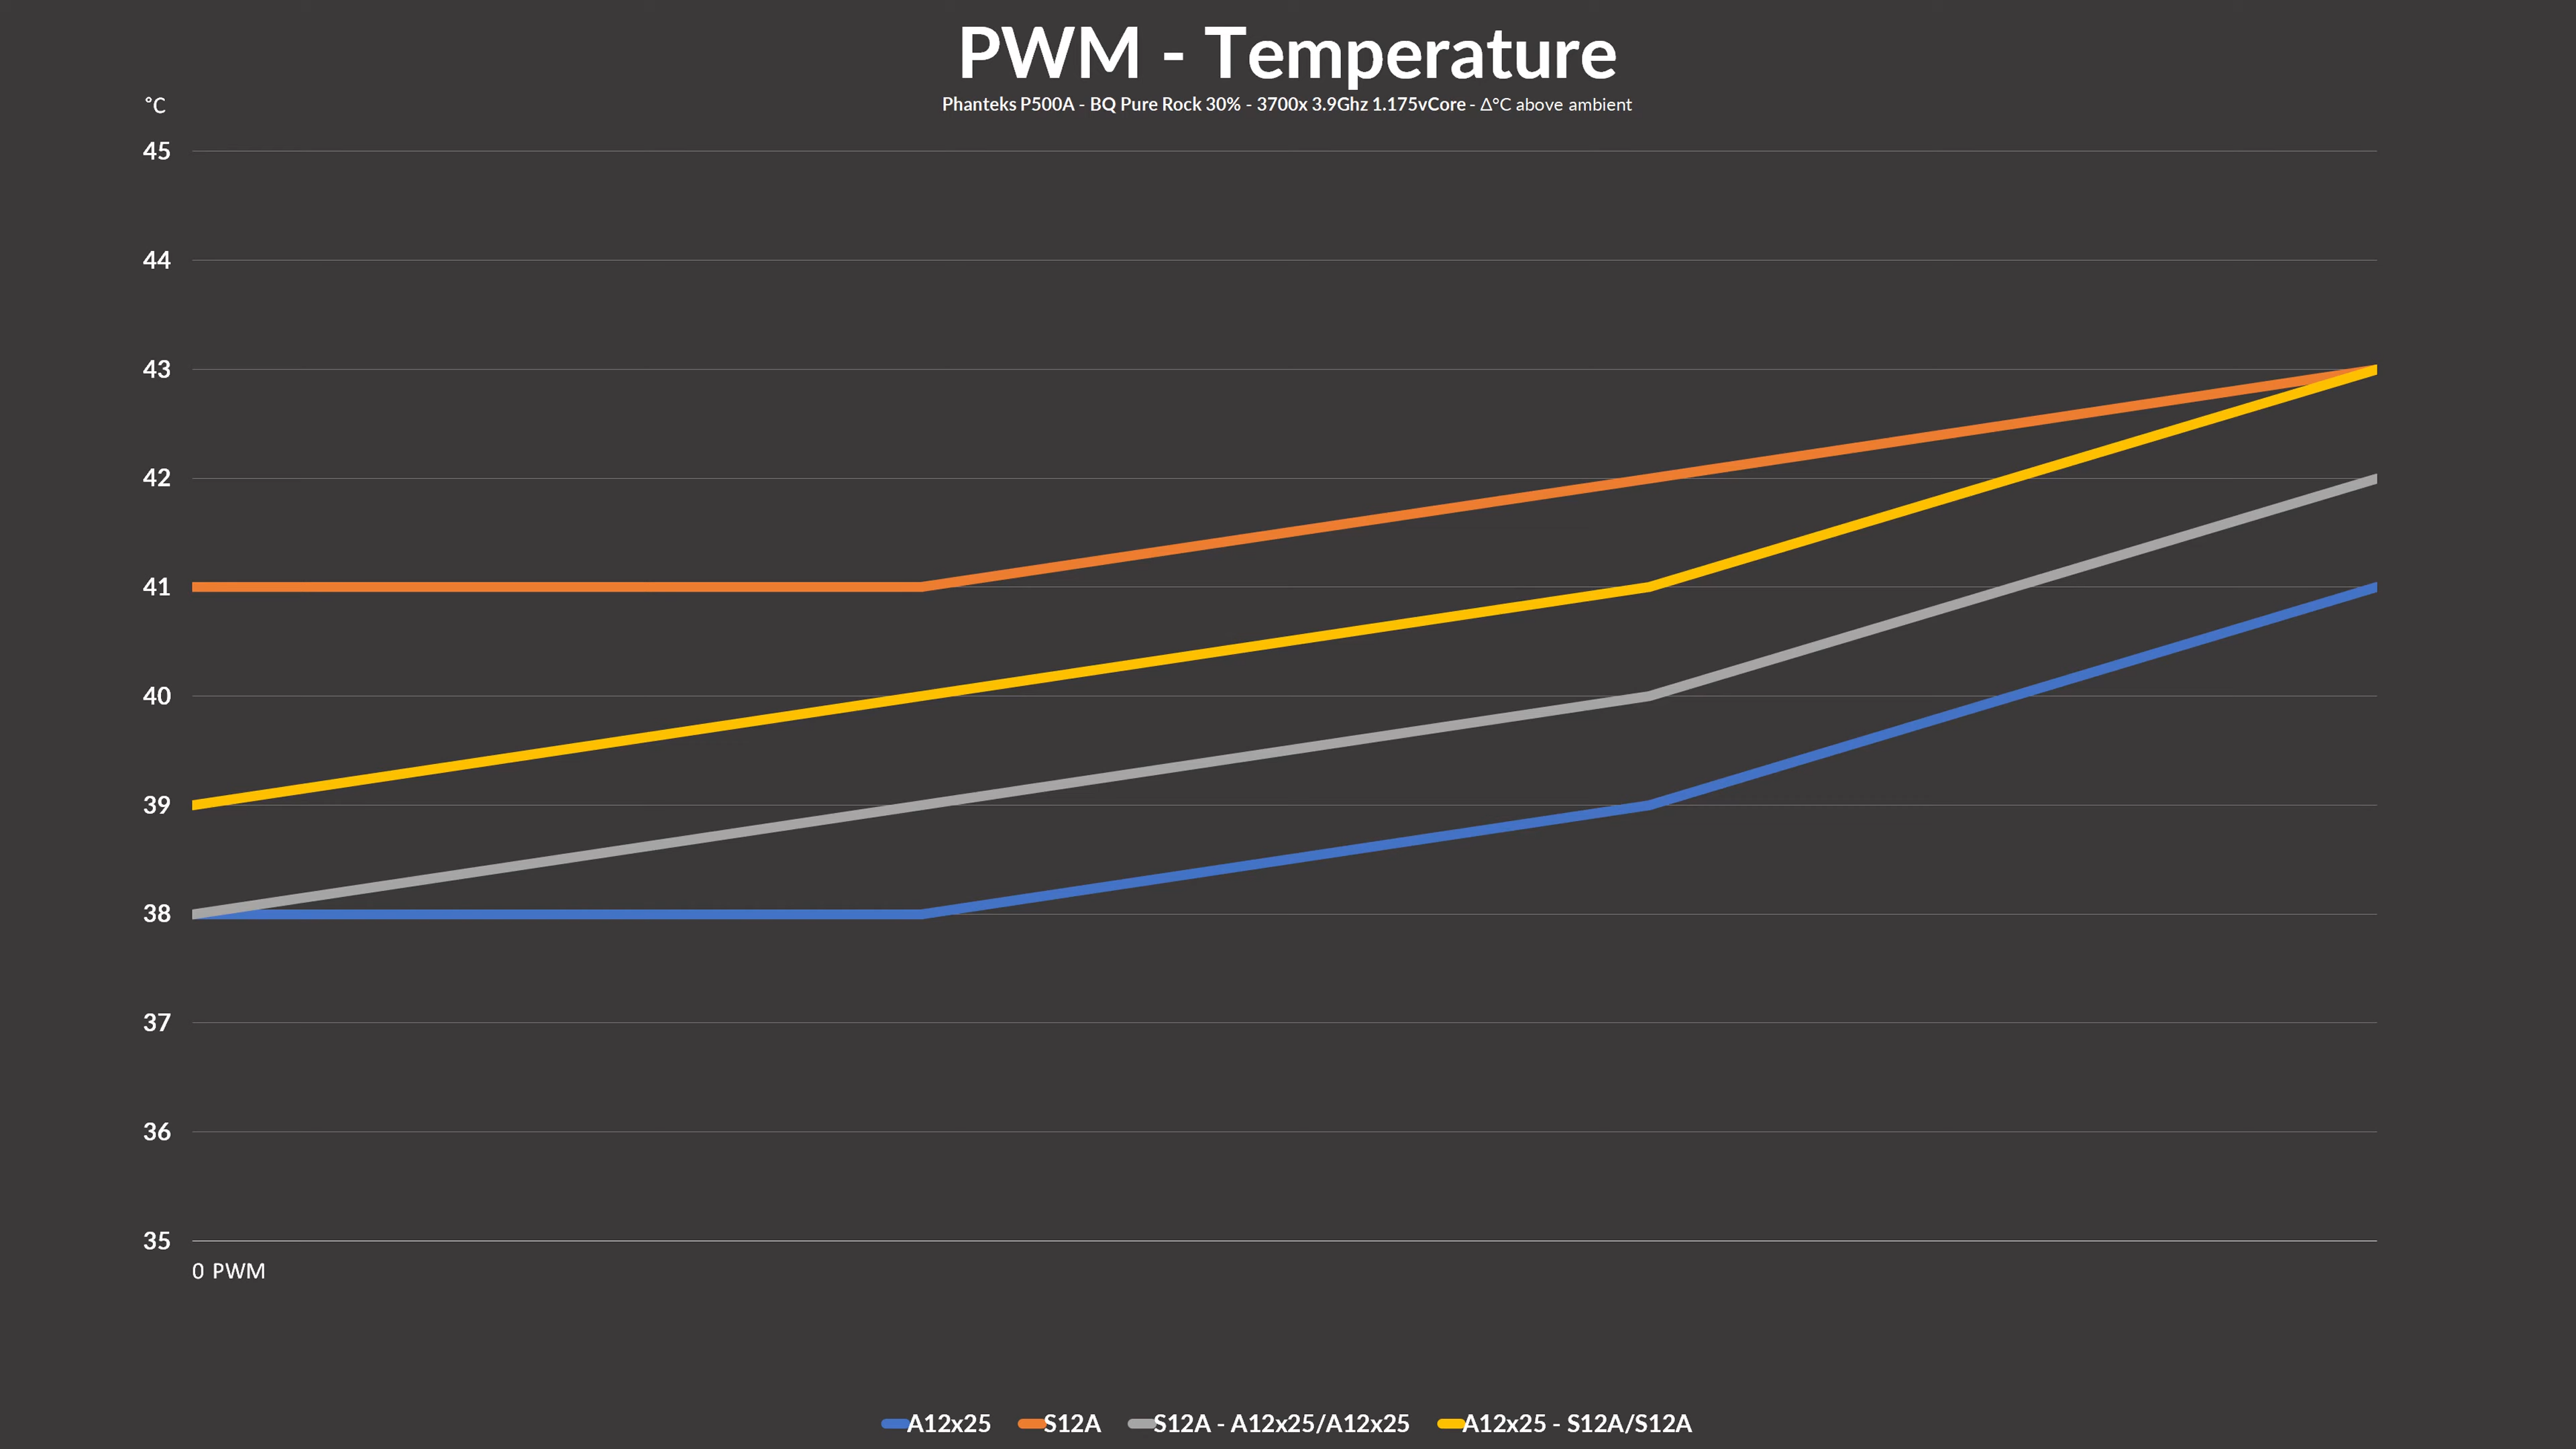 PWM - Temperature
Phanteks P500A - BQ Pure Rock 30% - 3700x 3.9Ghz 1.175vCore - Δ°C above ambient
°C
45
44
43
42
41
40
39
38
37
36
35
0 PWM
A12x25 S12A S12A - A12x25/A12x25 A12x25 - S12A/S12A